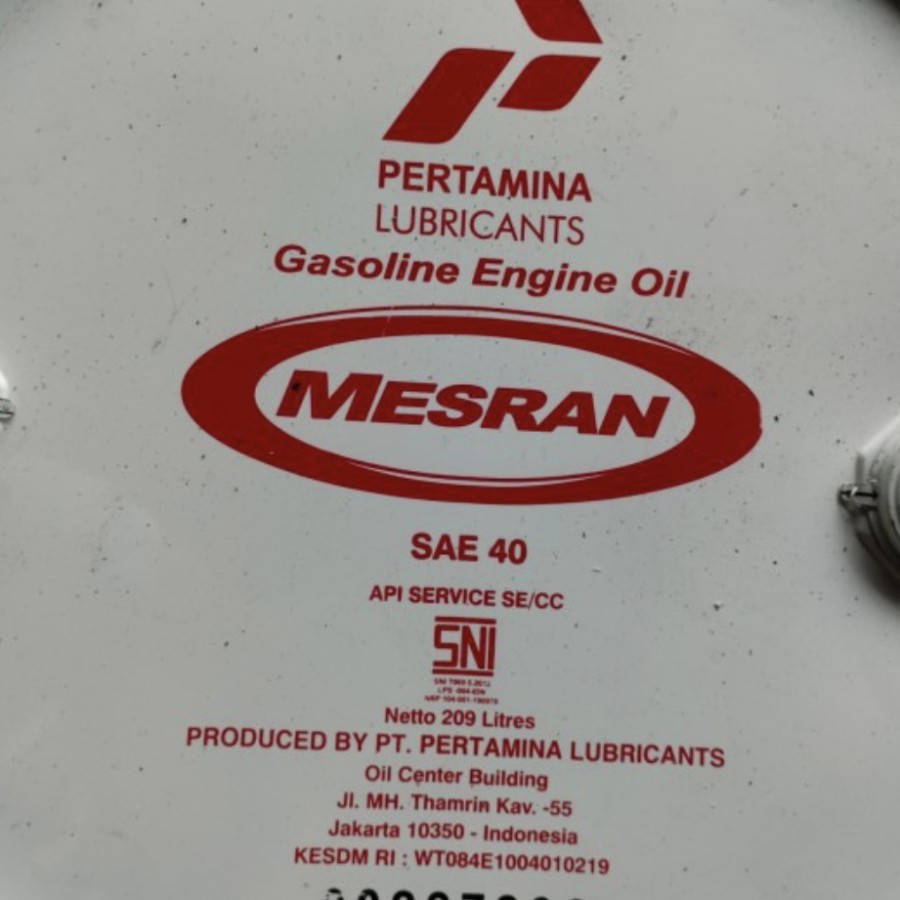 PERTAMINA
LUBRICANTS
Gasoline Engine Oil
MESRAN
SAE 40
API SERVICE SE/CC
SNI
Netto 209 Litres
PRODUCED BY PT. PERTAMINA LUBRICANTS
Oil Center Building
Jl. MH. Thamrin Kav. -55
Jakarta 10350 - Indonesia
KESDM RI : WT084E1004010219